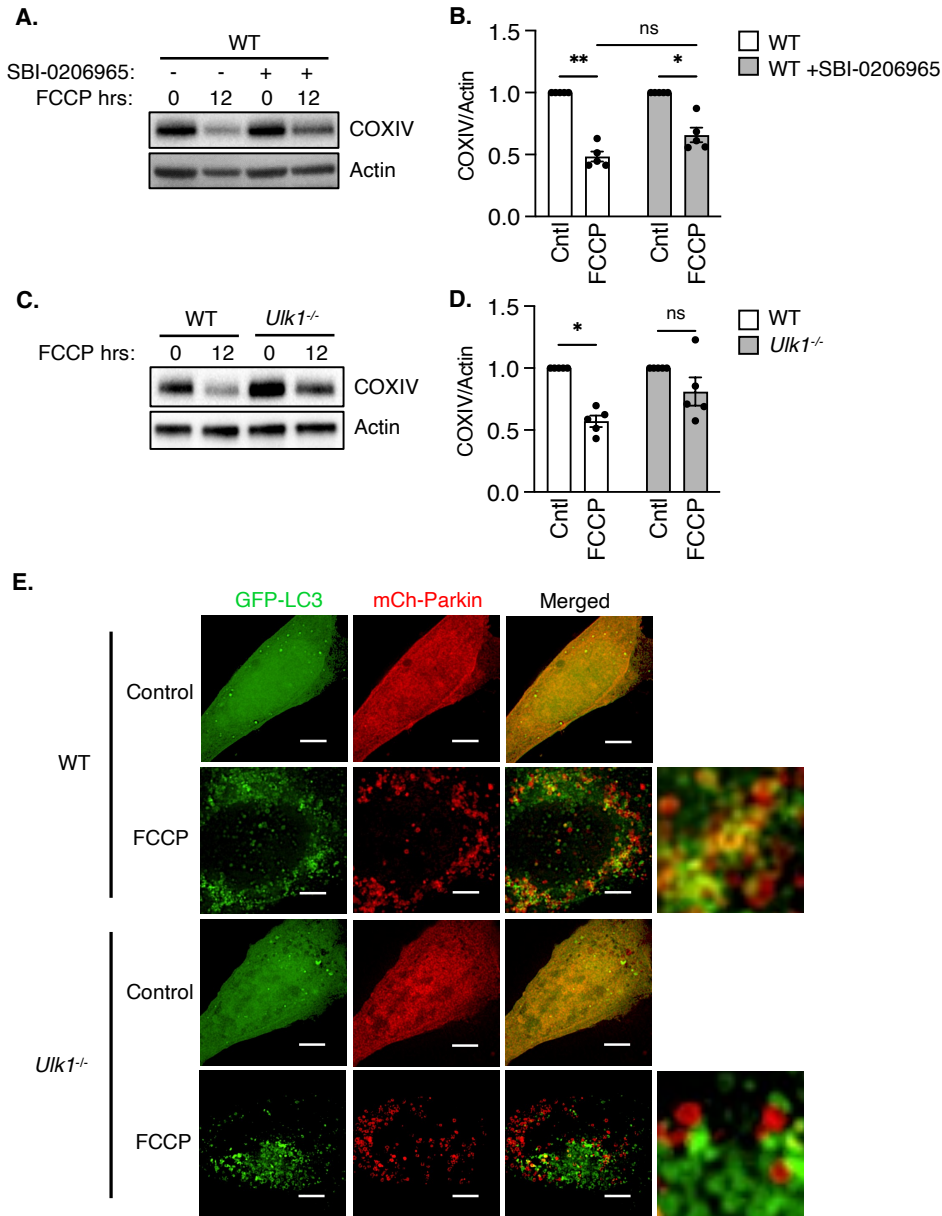 A.
WT
SBI-0206965: - - + +
FCCP hrs: 0 12 0 12
COXIV
Actin
B.
ns
** *
1.5
1.0
0.5
0.0
COXIV/Actin
Cntl
FCCP
Cntl
FCCP
WT
WT +SBI-0206965
C.
WT Ulk1-/-
FCCP hrs: 0 12 0 12
COXIV
Actin
D.
* ns
1.5
1.0
0.5
0.0
COXIV/Actin
Cntl
FCCP
Cntl
FCCP
WT
Ulk1-/-
E.
GFP-LC3 mCh-Parkin Merged
WT
Control
FCCP
Ulk1-/-
Control
FCCP